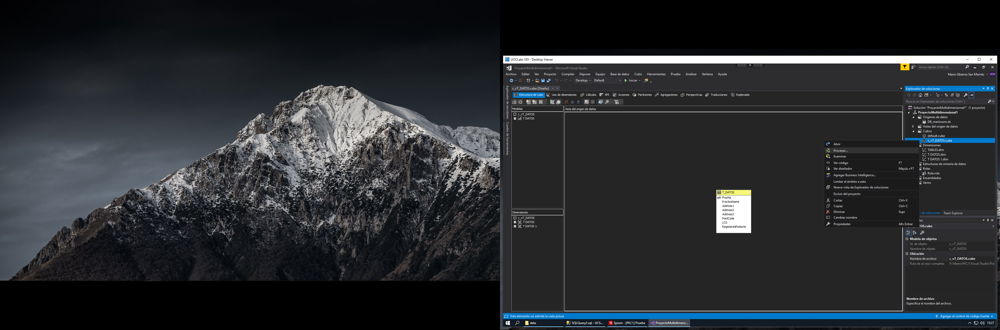 UOCLabs VDI - Desktop Viewer
ProyectoMultidimensional1 - Microsoft Visual Studio
Inicio rápido (Ctrl+Q)
Archivo Editar Ver Proyecto Compilar Depurar Equipo Base de datos Cubo Herramientas Prueba Analizar Ventana Ayuda
Mario Ubierna San Mamés
Develop Default Iniciar
Explorador de servidores
Cuadro de herramientas
c_vT_DATOS.cube [Diseño]
Estructura de cubo Uso de dimensiones Cálculos KPI Acciones Particiones Agregaciones Perspectivas Traducciones Explorador
Medidas
c_vT_DATOS
T DATOS
Dimensiones
c_vT_DATOS
T DATOS
T DATOS 1
Vista del origen de datos
T_DATOS
PracNo
PracticeName
Address1
Address2
Address3
PostCode
LCG
RegisteredPatients
Abrir
Procesar...
Examinar
Ver código F7
Ver diseñador Mayús.+F7
Agregar Business Intelligence...
Limitar el ámbito a esto
Nueva vista de Explorador de soluciones
Excluir del proyecto
Cortar Ctrl+X
Copiar Ctrl+C
Eliminar Supr
Cambiar nombre
Propiedades Alt+Entrar
Explorador de soluciones
Buscar en Explorador de soluciones (Ctrl+´)
Solución "ProyectoMultidimensional1" (1 proyecto)
ProyectoMultidimensional1
Orígenes de datos
DB_mariousm.ds
Vistas del origen de datos
Cubos
default.cube
c_vT_DATOS.cube
Dimensiones
TABLES.dim
T DATOS.dim
T DATOS 1.dim
Estructuras de minería de datos
Roles
Role.role
Ensamblados
Varios
r de soluciones Team Explorer
les
OS.cube
Modelo de objetos
Id. de objeto c_vT_DATOS
Nombre de objeto c_vT_DATOS
Ubicación
Nombre de archivo c_vT_DATOS.cube
Ruta de acceso completa F:\Mario\PEC1\Visual Studio\Pro
Nombre de archivo
Especifica el nombre del archivo.
Este elemento no admite la vista previa
Agregar al control de código fuente
data SQLQuery2.sql - UCS... Spoon - [PEC1] Prueba ProyectoMultidimens...
15:27